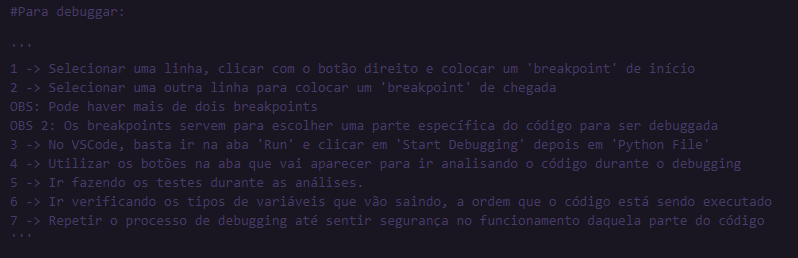 #Para debuggar:
'''
1 -> Selecionar uma linha, clicar com o botão direito e colocar um 'breakpoint' de início
2 -> Selecionar uma outra linha para colocar um 'breakpoint' de chegada
OBS: Pode haver mais de dois breakpoints
OBS 2: Os breakpoints servem para escolher uma parte específica do código para ser debuggada
3 -> No VSCode, basta ir na aba 'Run' e clicar em 'Start Debugging' depois em 'Python File'
4 -> Utilizar os botões na aba que vai aparecer para ir analisando o código durante o debugging
5 -> Ir fazendo os testes durante as análises.
6 -> Ir verificando os tipos de variáveis que vão saindo, a ordem que o código está sendo executado
7 -> Repetir o processo de debugging até sentir segurança no funcionamento daquela parte do código
'''